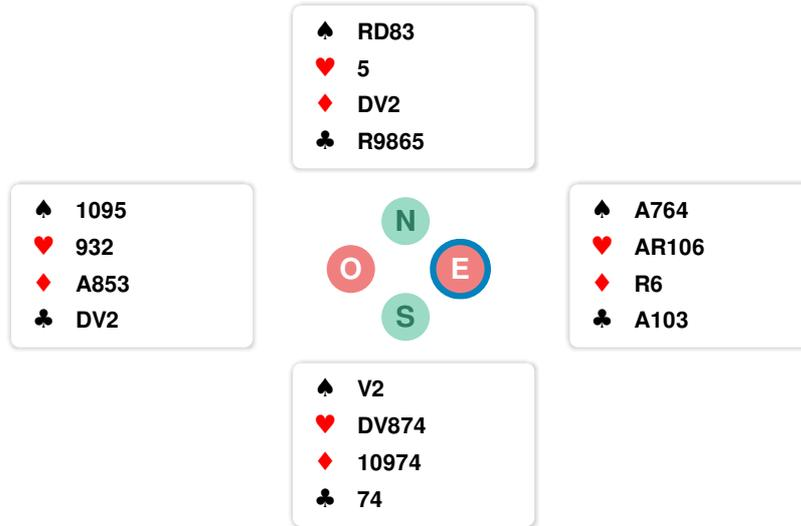 ♠ RD83
♥ 5
♦ DV2
♣ R9865
♠ 1095
♥ 932
♦ A853
♣ DV2
N
O
E
S
♠ A764
♥ AR106
♦ R6
♣ A103
♠ V2
♥ DV874
♦ 10974
♣ 74